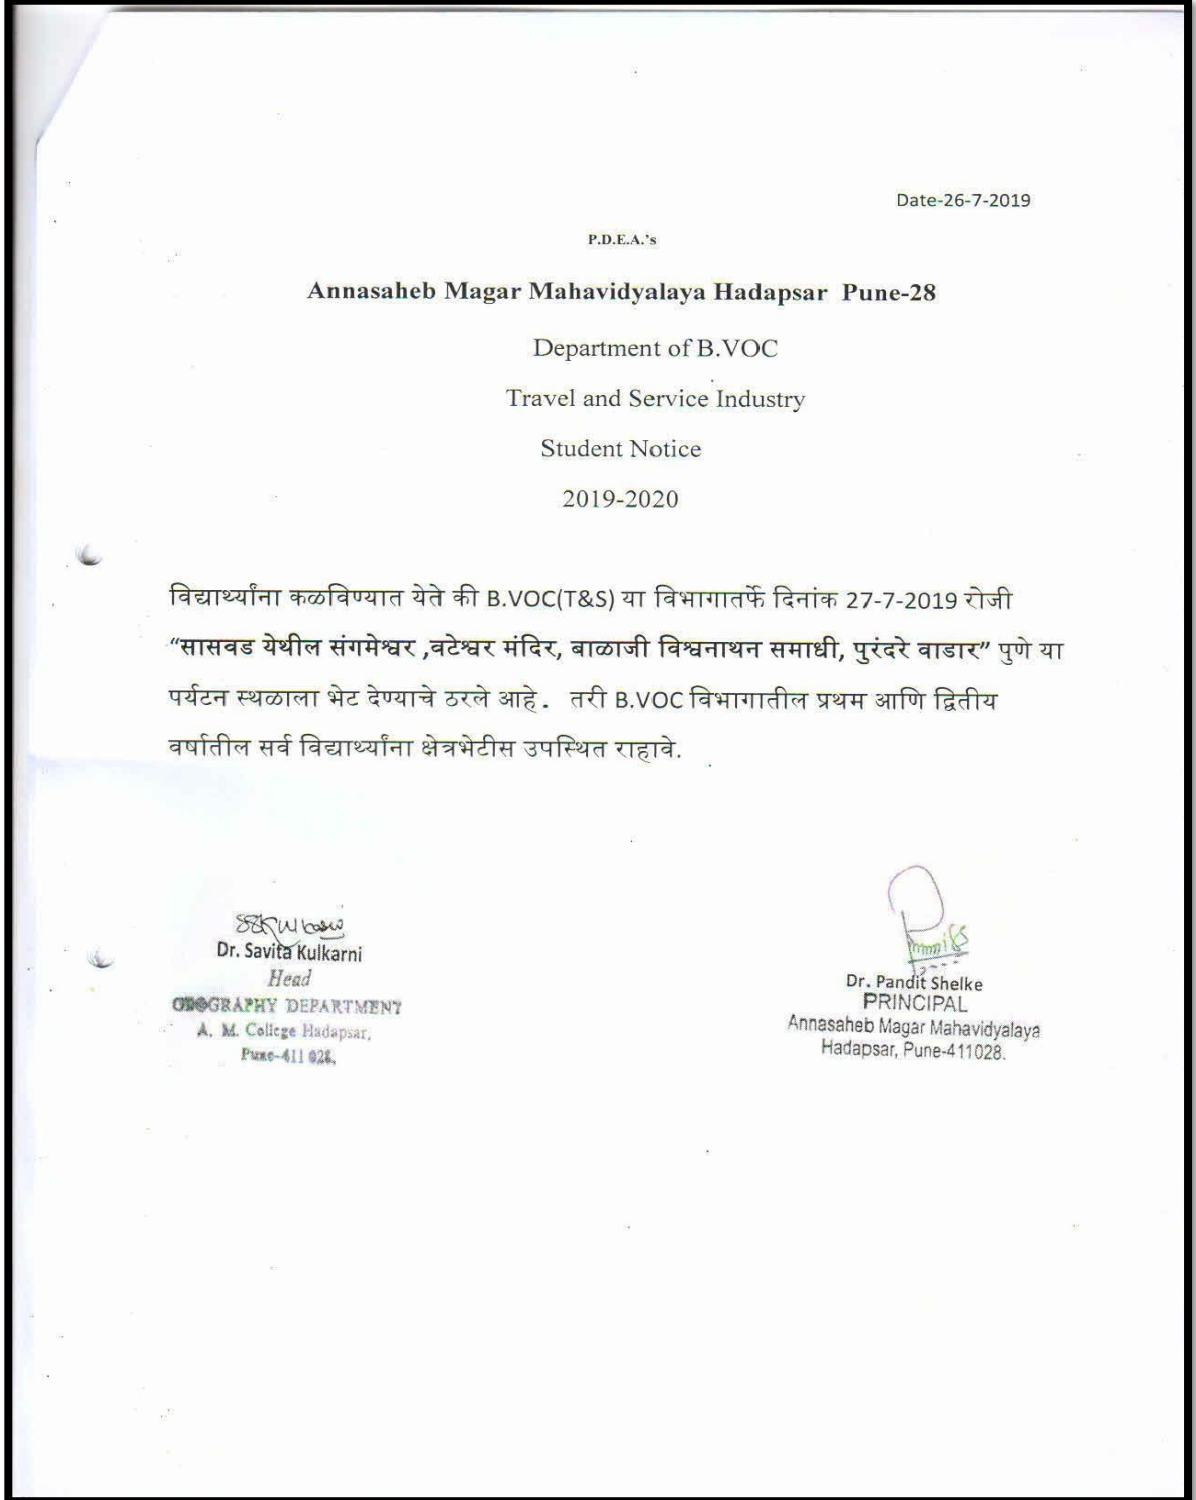 Date-26-7-2019
P.D.E.A.'s
Annasaheb Magar Mahavidyalaya Hadapsar Pune-28
Department of B.VOC
Travel and Service Industry
Student Notice
2019-2020
विद्यार्थ्यांना कळविण्यात येते की B.VOC(T&S) या विभागातर्फे दिनांक 27-7-2019 रोजी
“सासवड येथील संगमेश्वर ,वटेश्वर मंदिर, बाळाजी विश्वनाथन समाधी, पुरंदरे वाडार” पुणे या
पर्यटन स्थळाला भेट देण्याचे ठरले आहे. तरी B.VOC विभागातील प्रथम आणि द्वितीय
वर्षातील सर्व विद्यार्थ्यांना क्षेत्रभेटीस उपस्थित राहावे.
Dr. Savita Kulkarni
Head
GEOGRAPHY DEPARTMENT
A. M. College Hadapsar,
Pune-411 028.
Dr. Pandit Shelke
PRINCIPAL
Annasaheb Magar Mahavidyalaya
Hadapsar, Pune-411028.